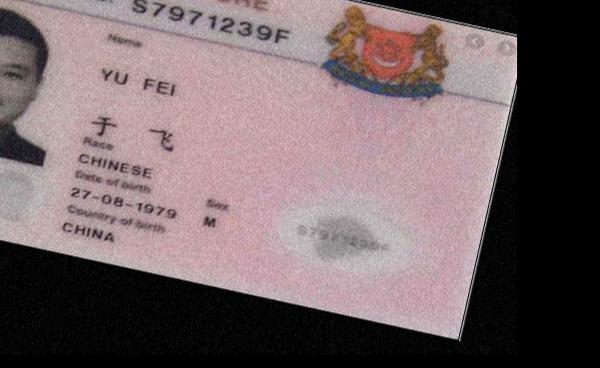 S7971239F
Name
YU FEI
于 飞
Race
CHINESE
Date of birth
Sex
27-08-1979
M
Country of birth
CHINA